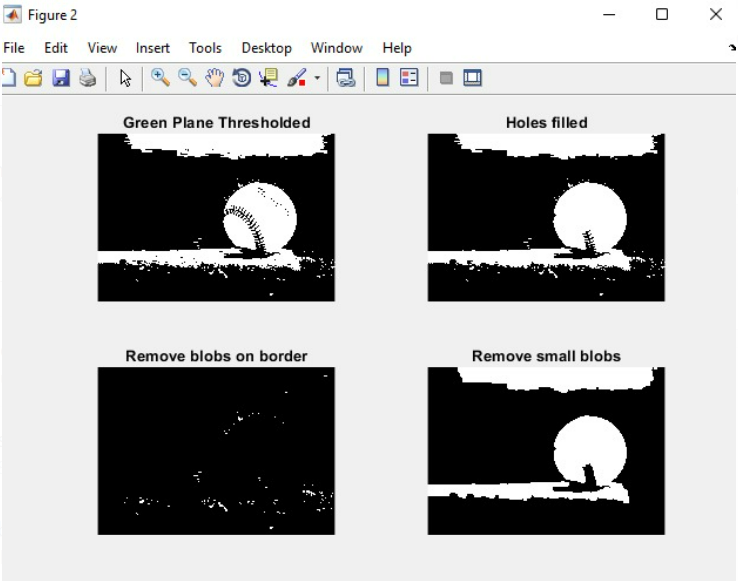 Figure 2
File Edit View Insert Tools Desktop Window Help
Green Plane Thresholded Holes filled
Remove blobs on border Remove small blobs